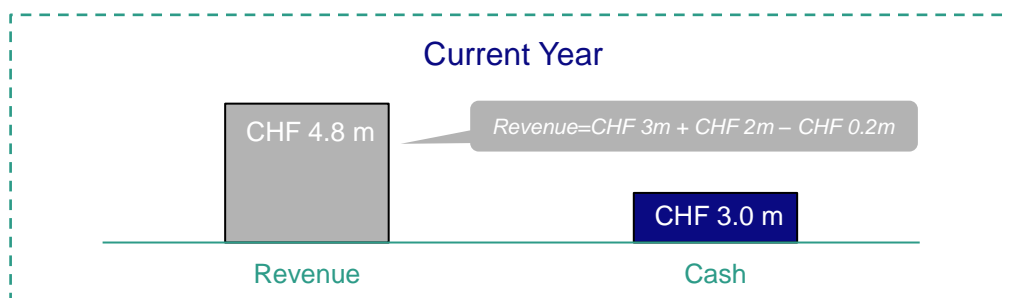 Current Year
CHF 4.8 m
Revenue=CHF 3m + CHF 2m – CHF 0.2m
CHF 3.0 m
Revenue
Cash